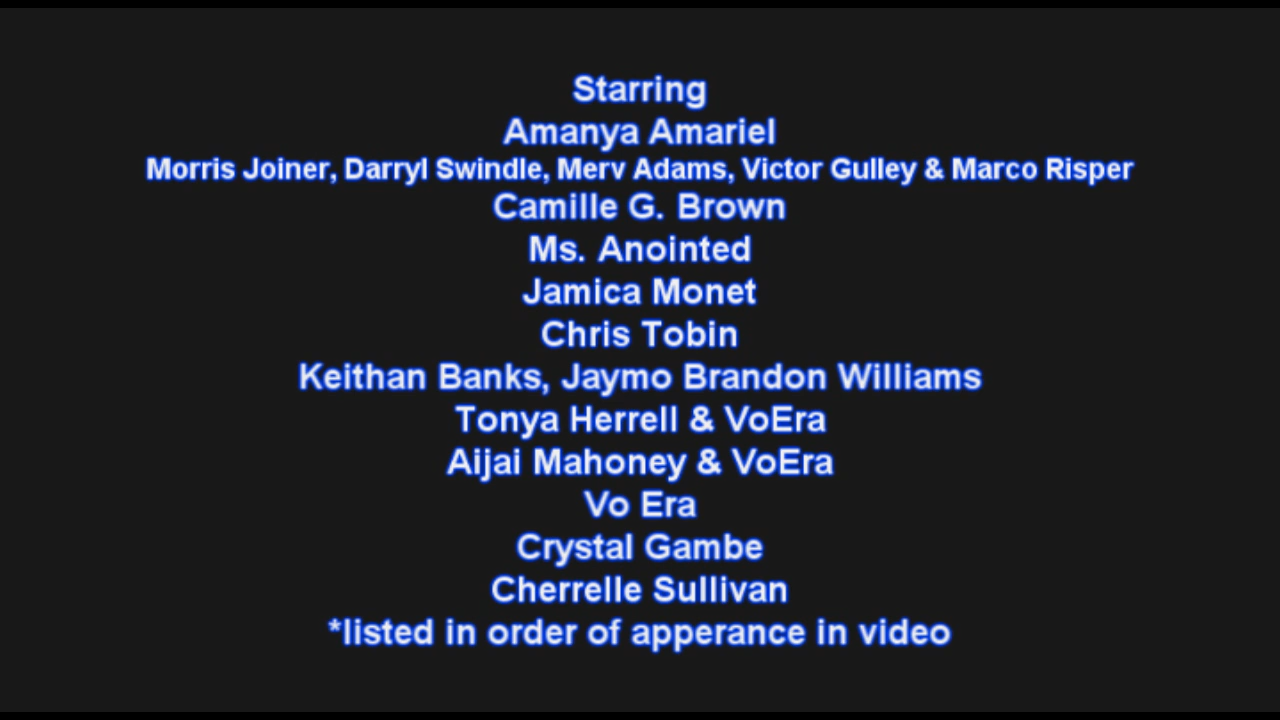 Starring
Amanya Amariel
Morris Joiner, Darryl Swindle, Merv Adams, Victor Gulley & Marco Risper
Camille G. Brown
Ms. Anointed
Jamica Monet
Chris Tobin
Keithan Banks, Jaymo Brandon Williams
Tonya Herrell & VoEra
Aijai Mahoney & VoEra
Vo Era
Crystal Gambe
Cherrelle Sullivan
*listed in order of apperance in video